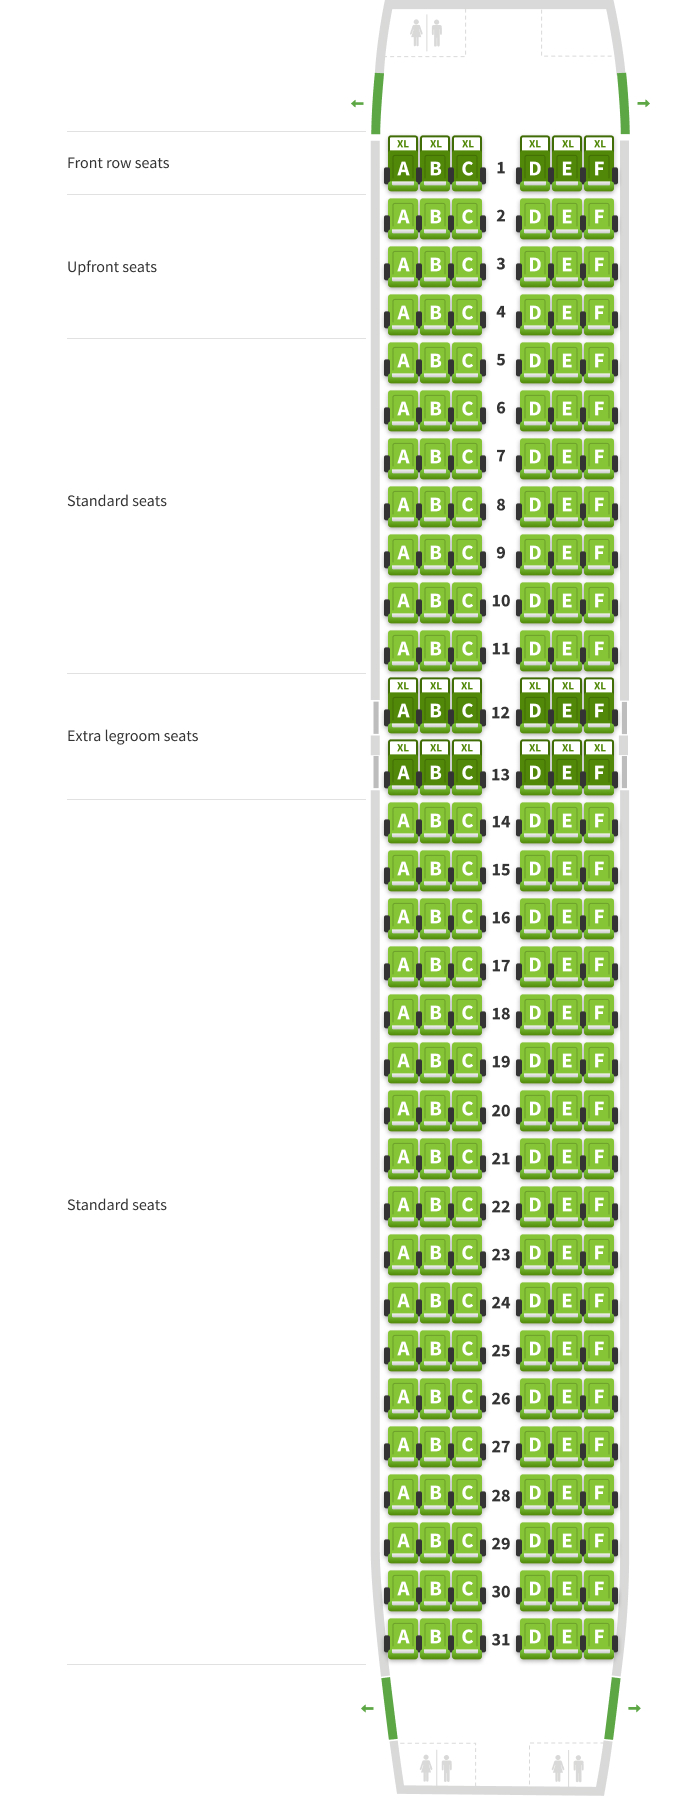 XL XL XL
F F F F F F F F F F F F F F F F F F F F F F F F F F F F F F F
XL XL XL
E E E E E E E E E E E E E E E E E E E E E E E E E E E E E E E
XL XL XL
D D D D D D D D D D D D D D D D D D D D D D D D D D D D D D D
1 2 3 4 5 6 7 8 9 10 11 12 13 14 15 16 17 18 19 20 21 22 23 24 25 26 27 28 29 30 31
XL XL XL
C C C C C C C C C C C C C C C C C C C C C C C C C C C C C C C
XL XL XL
B B B B B B B B B B B B B B B B B B B B B B B B B B B B B B B
XL XL XL
A A A A A A A A A A A A A A A A A A A A A A A A A A A A A A A
Front row seats
Upfront seats
Standard seats
Extra legroom seats
Standard seats